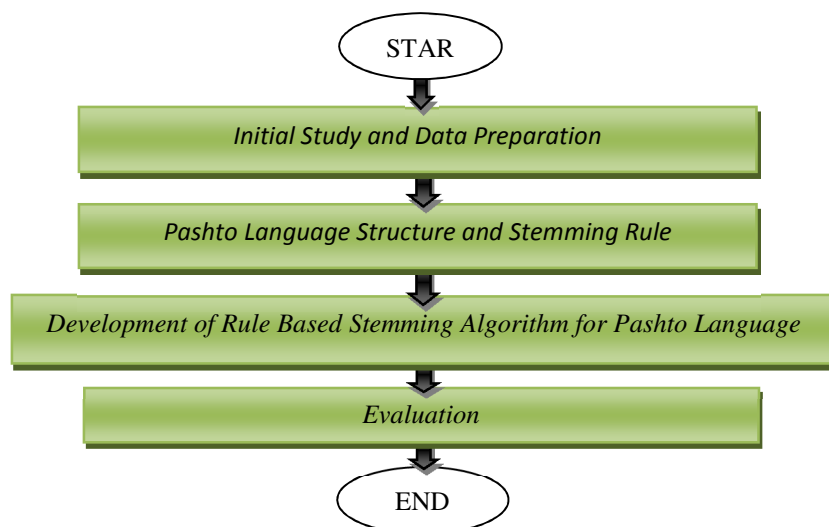 STAR
Initial Study and Data Preparation
Pashto Language Structure and Stemming Rule
Development of Rule Based Stemming Algorithm for Pashto Language
Evaluation
END